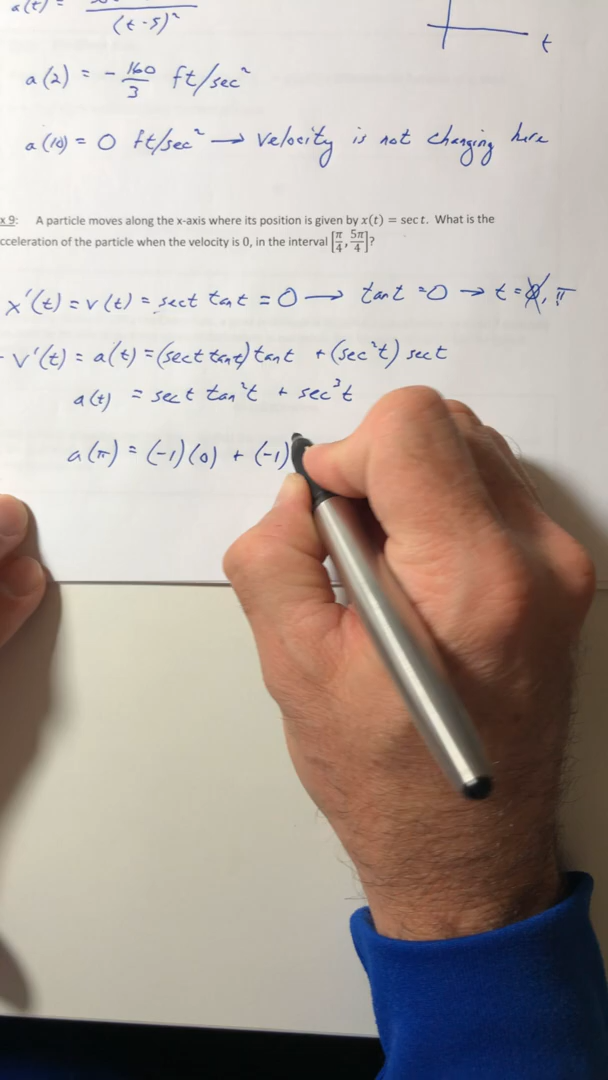 a(t) =
(t-5)²
t
a(2) = - 160/3 ft/sec²
a(10) = 0 ft/sec² → velocity is not changing here
x 9: A particle moves along the x-axis where its position is given by x(t) = sec t. What is the
cceleration of the particle when the velocity is 0, in the interval [π/4, 5π/4]?
x'(t) = v(t) = sect tant = 0 → tant = 0 → t = 0, π
v'(t) = a(t) = (sect tant) tant + (sec²t) sect
a(t) = sect tan²t + sec³t
a(π) = (-1)(0) + (-1)